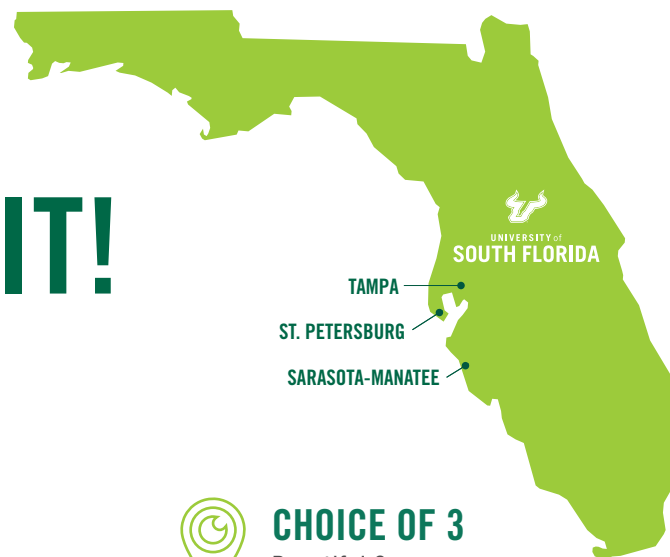 IT!
UNIVERSITY of
SOUTH FLORIDA
TAMPA
ST. PETERSBURG
SARASOTA-MANATEE
CHOICE OF 3